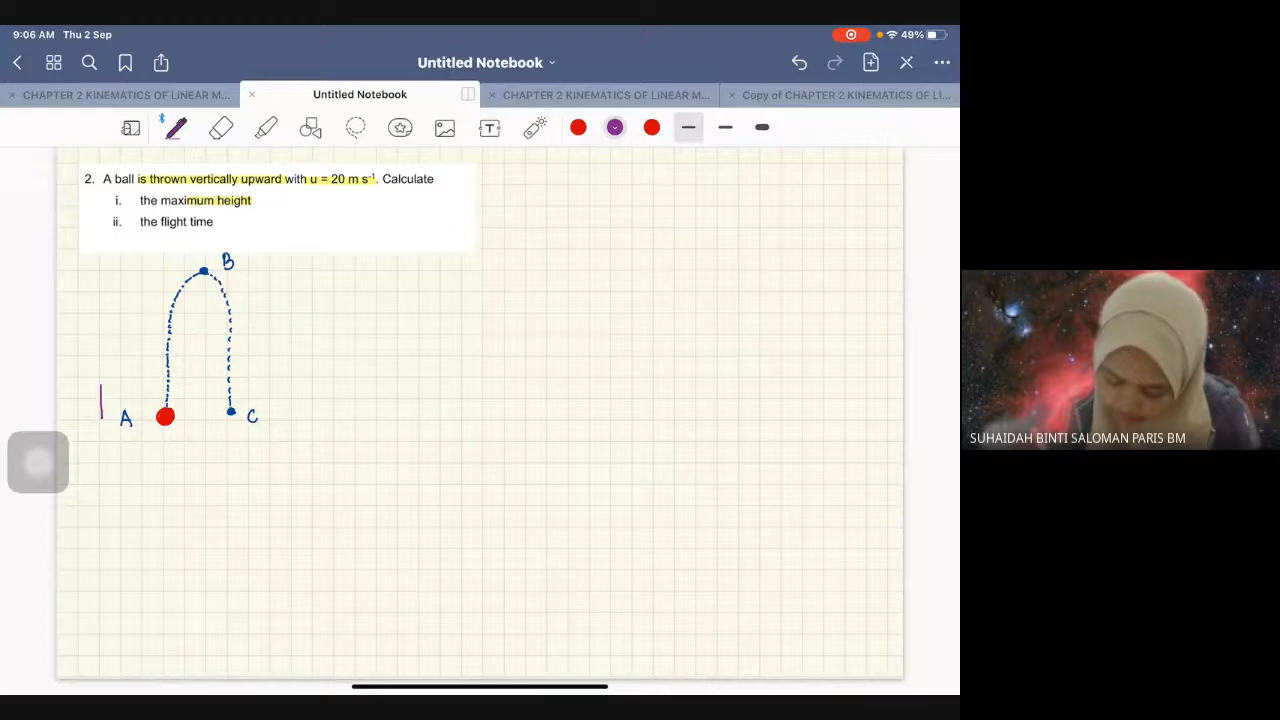 9:06 AM Thu 2 Sep
49%
Untitled Notebook
CHAPTER 2 KINEMATICS OF LINEAR M...
Untitled Notebook
CHAPTER 2 KINEMATICS OF LINEAR M...
Copy of CHAPTER 2 KINEMATICS OF LI...
2. A ball is thrown vertically upward with u = 20 m s⁻¹. Calculate
i. the maximum height
ii. the flight time
B
A
C
SUHAIDAH BINTI SALOMAN PARIS BM